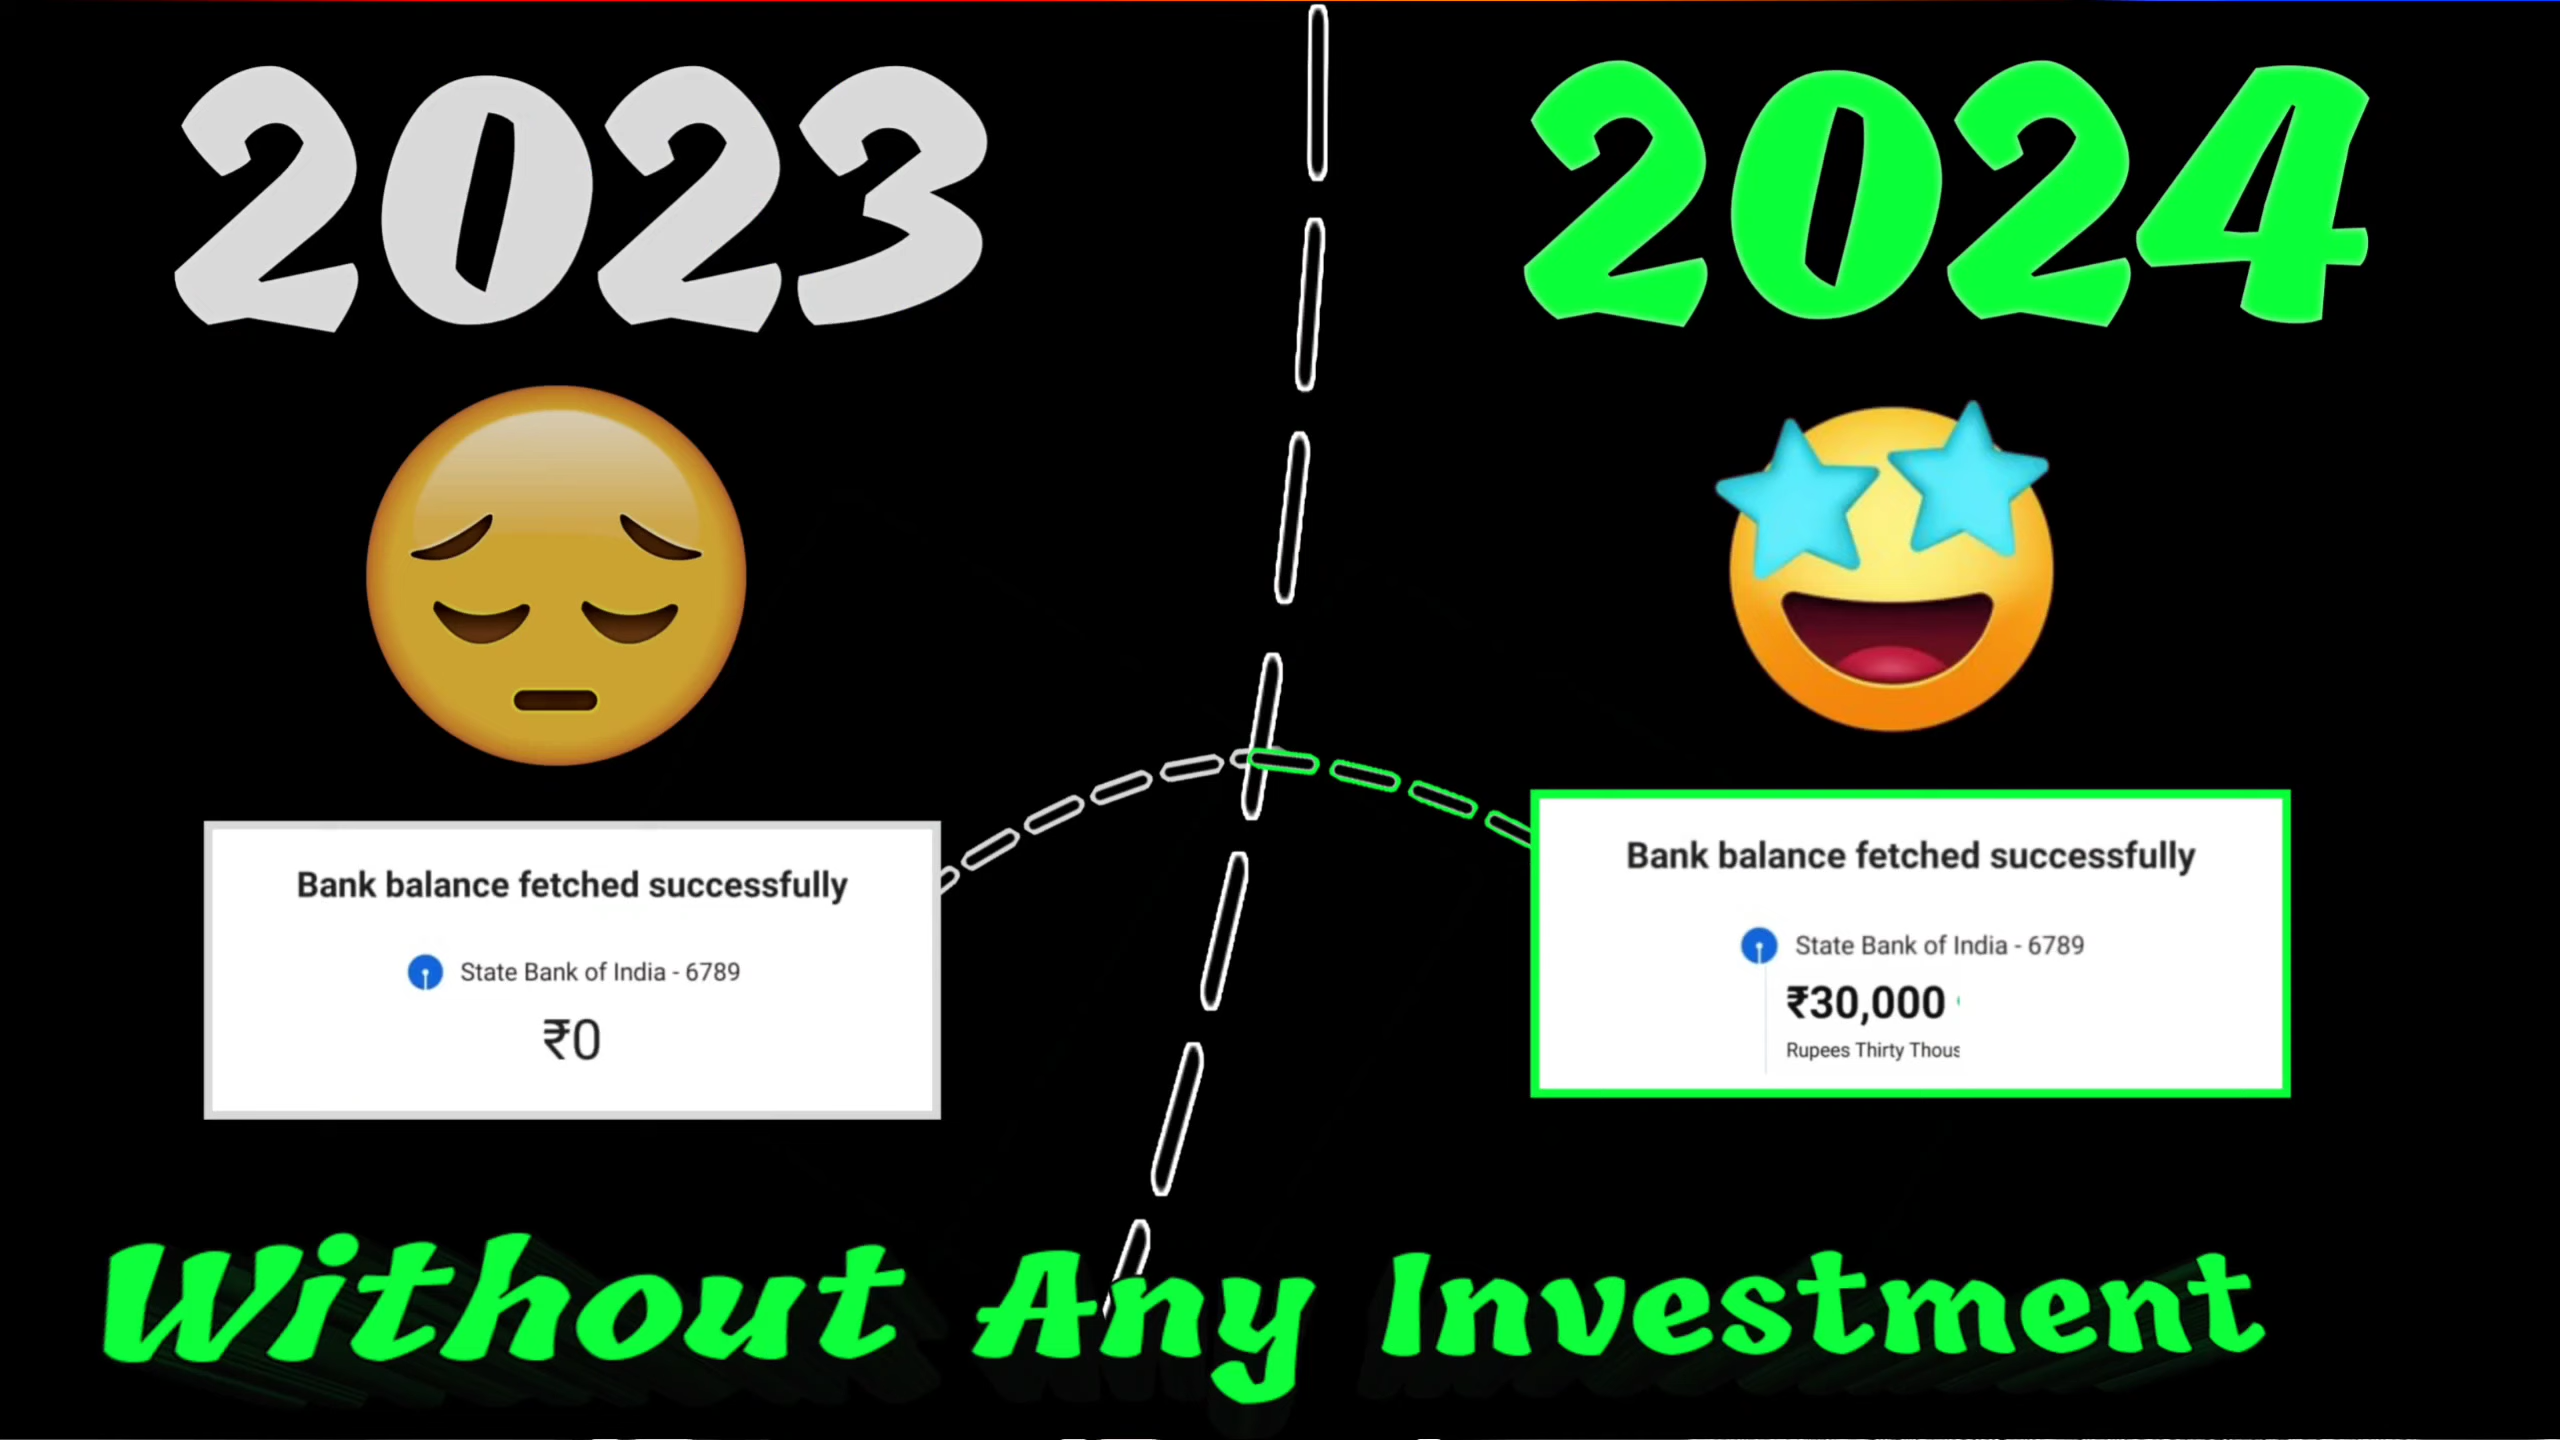 2023
2024
Bank balance fetched successfully
State Bank of India - 6789
₹0
Bank balance fetched successfully
State Bank of India - 6789
₹30,000
Rupees Thirty Thous
Without Any Investment